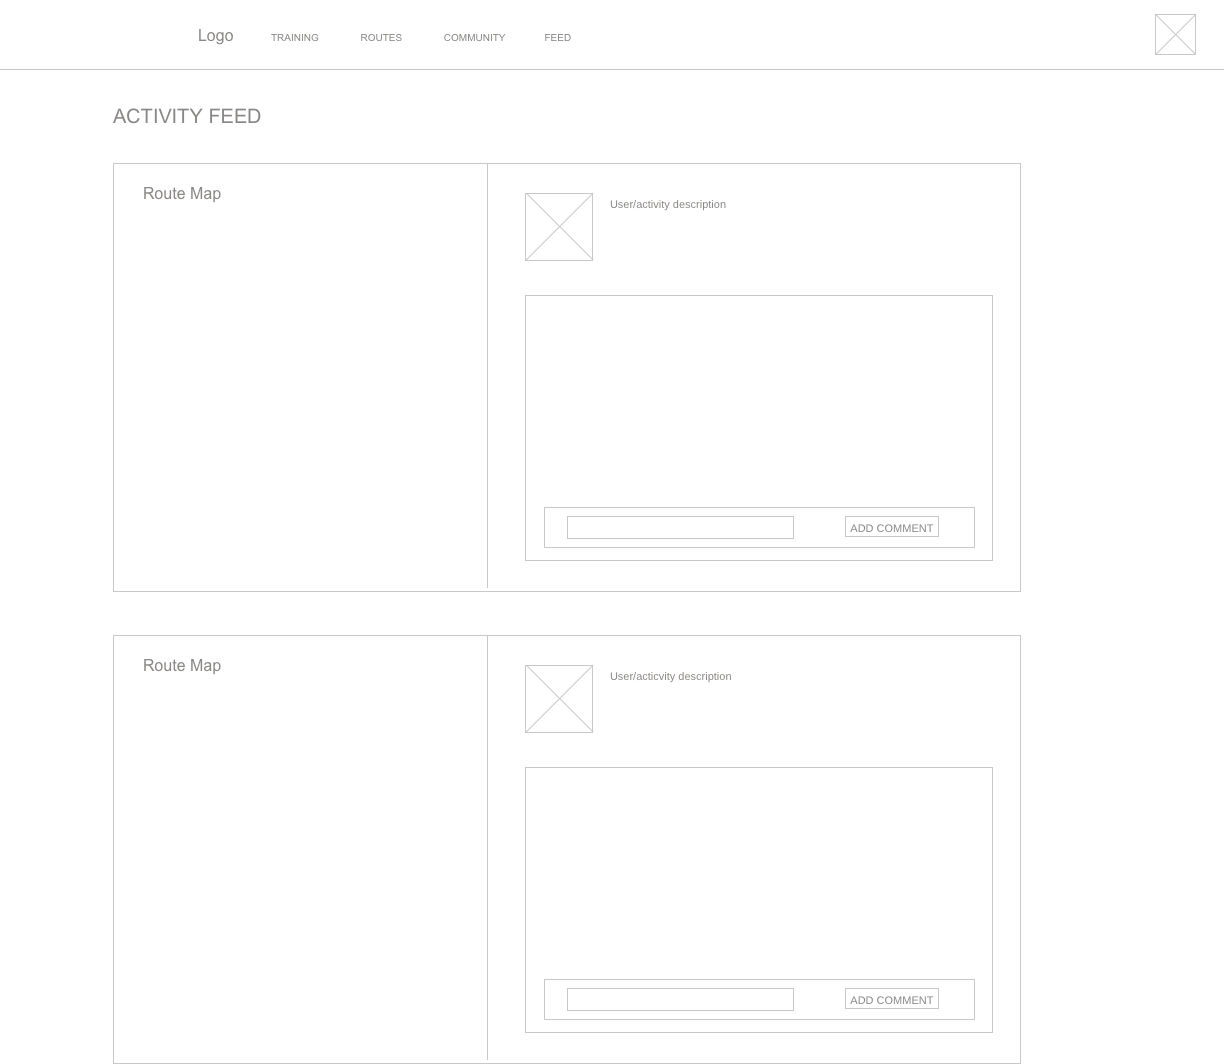 Logo TRAINING ROUTES COMMUNITY FEED
ACTIVITY FEED
Route Map
User/activity description
ADD COMMENT
Route Map
User/acticvity description
ADD COMMENT